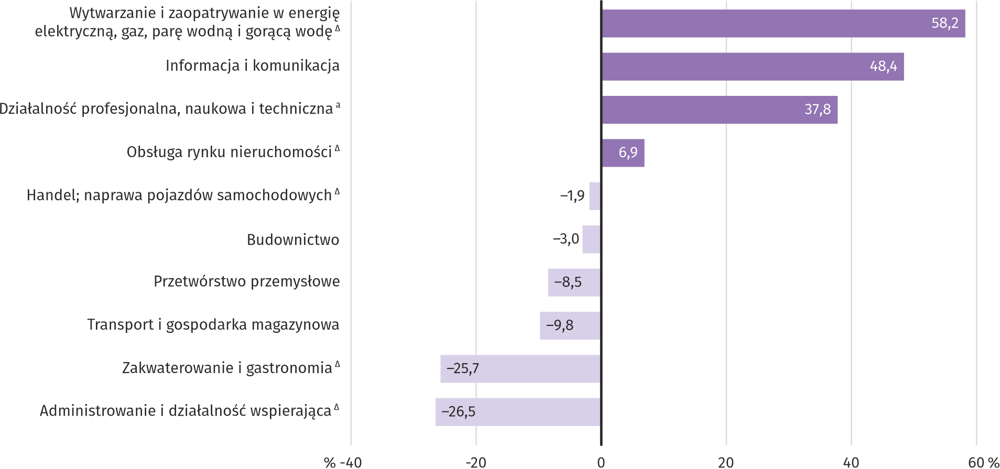 Wytwarzanie i zaopatrywanie w energię
elektryczną, gaz, parę wodną i gorącą wodę Δ
58,2
Informacja i komunikacja
48,4
Działalność profesjonalna, naukowa i techniczna a
37,8
Obsługa rynku nieruchomości Δ
6,9
Handel; naprawa pojazdów samochodowych Δ
–1,9
Budownictwo
–3,0
Przetwórstwo przemysłowe
–8,5
Transport i gospodarka magazynowa
–9,8
Zakwaterowanie i gastronomia Δ
–25,7
Administrowanie i działalność wspierająca Δ
–26,5
% -40 -20 0 20 40 60 %